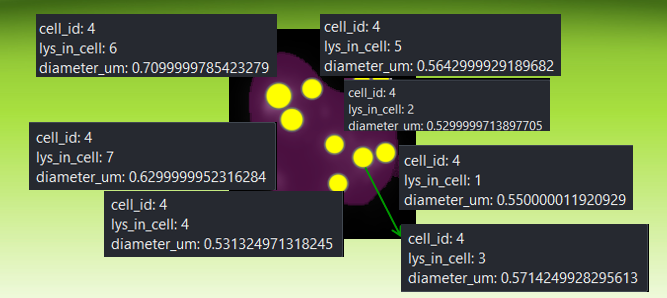 cell_id: 4
lys_in_cell: 6
diameter_um: 0.7099999785423279
cell_id: 4
lys_in_cell: 5
diameter_um: 0.5642999929189682
cell_id: 4
lys_in_cell: 2
diameter_um: 0.5299999713897705
cell_id: 4
lys_in_cell: 7
diameter_um: 0.6299999952316284
cell_id: 4
lys_in_cell: 1
diameter_um: 0.550000011920929
cell_id: 4
lys_in_cell: 4
diameter_um: 0.531324971318245
cell_id: 4
lys_in_cell: 3
diameter_um: 0.5714249928295613